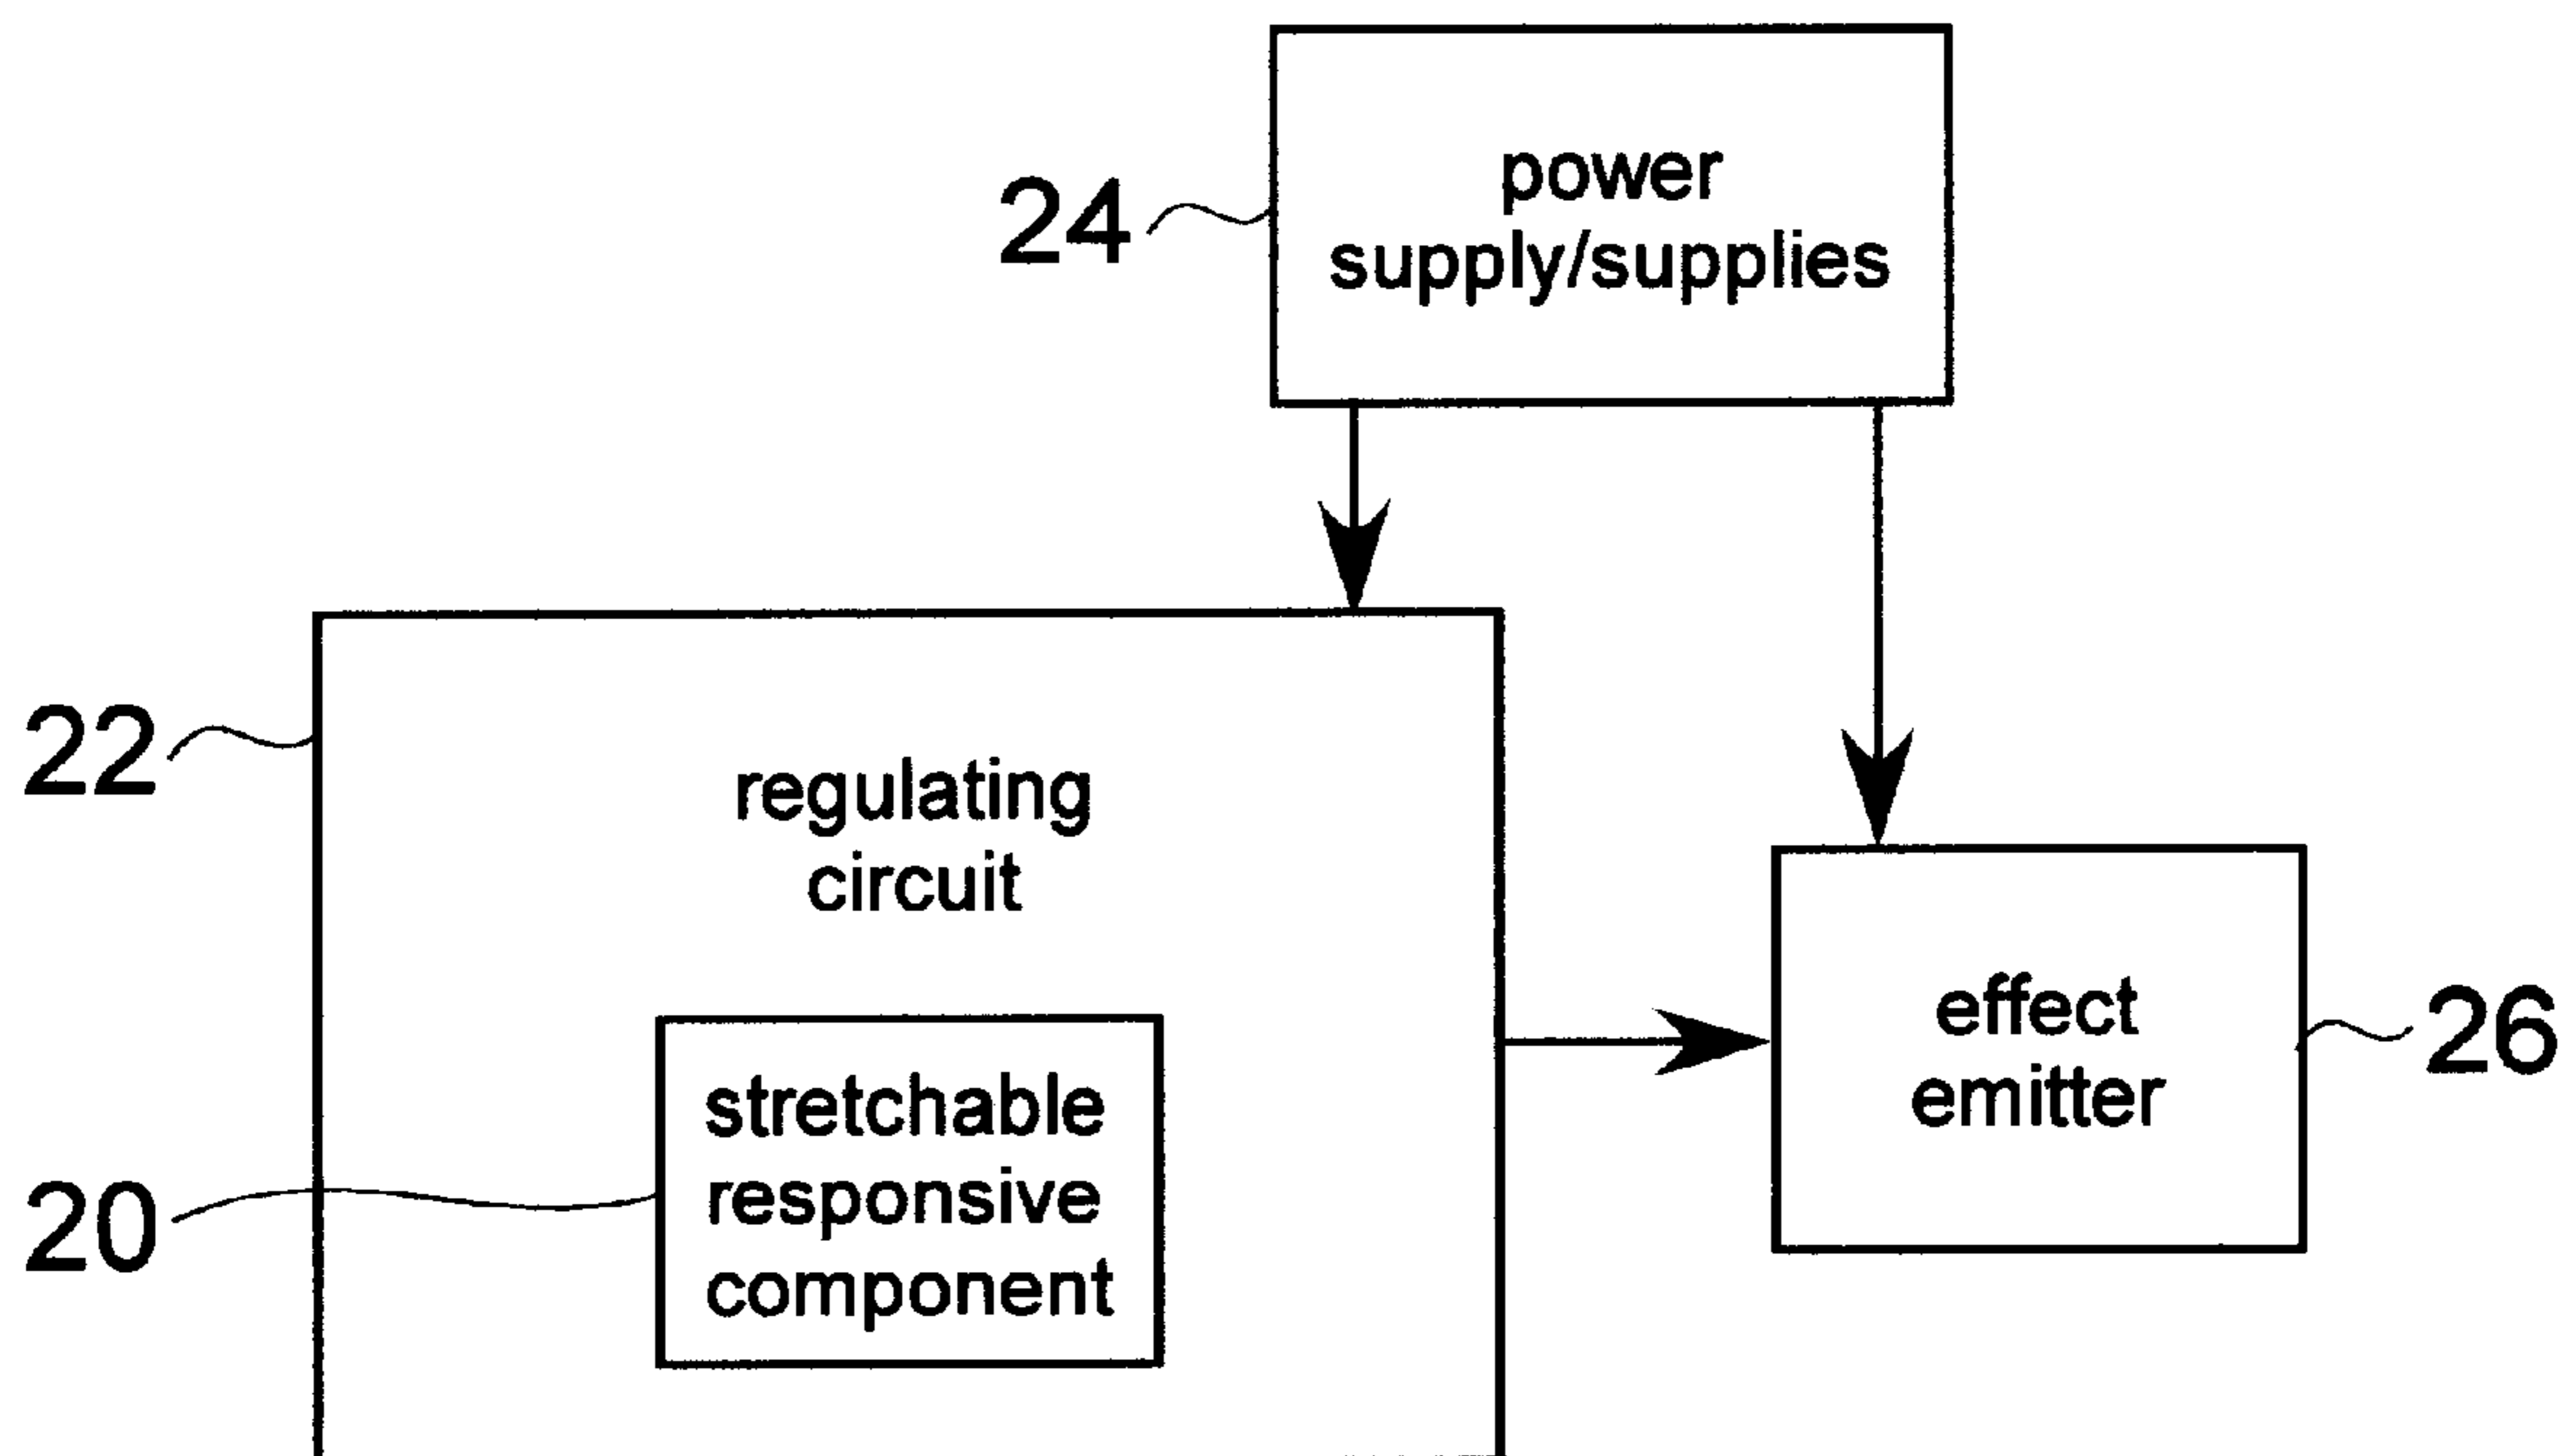 power
supply/supplies
24
22
regulating
circuit
effect
emitter
26
stretchable
responsive
component
20